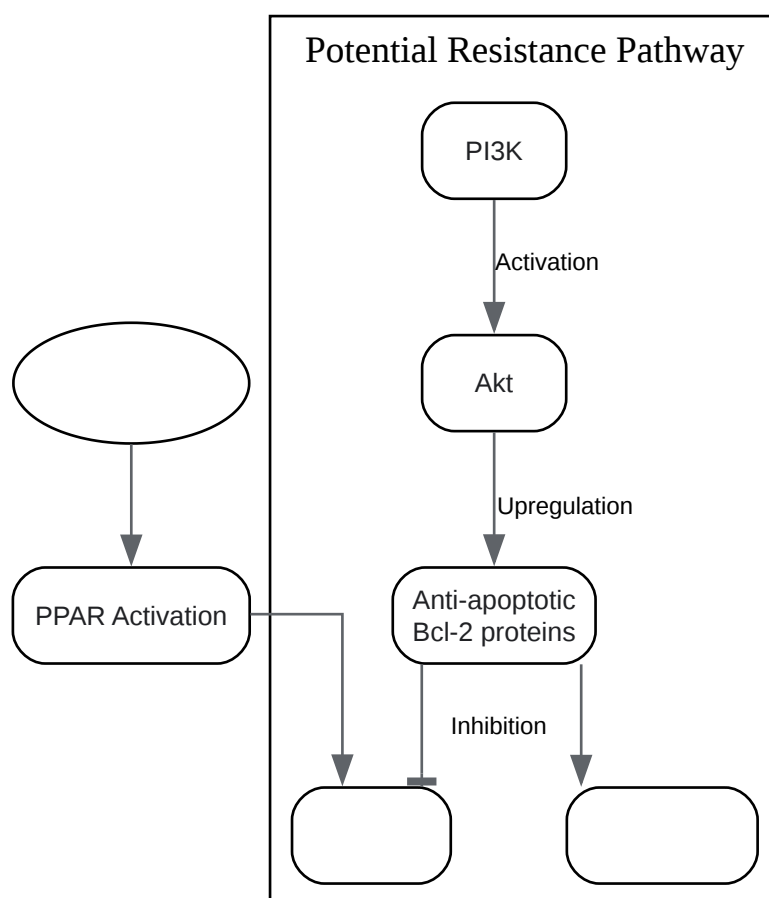 Potential Resistance Pathway
PI3K
Activation
Akt
Upregulation
PPAR Activation
Anti-apoptotic
Bcl-2 proteins
Inhibition